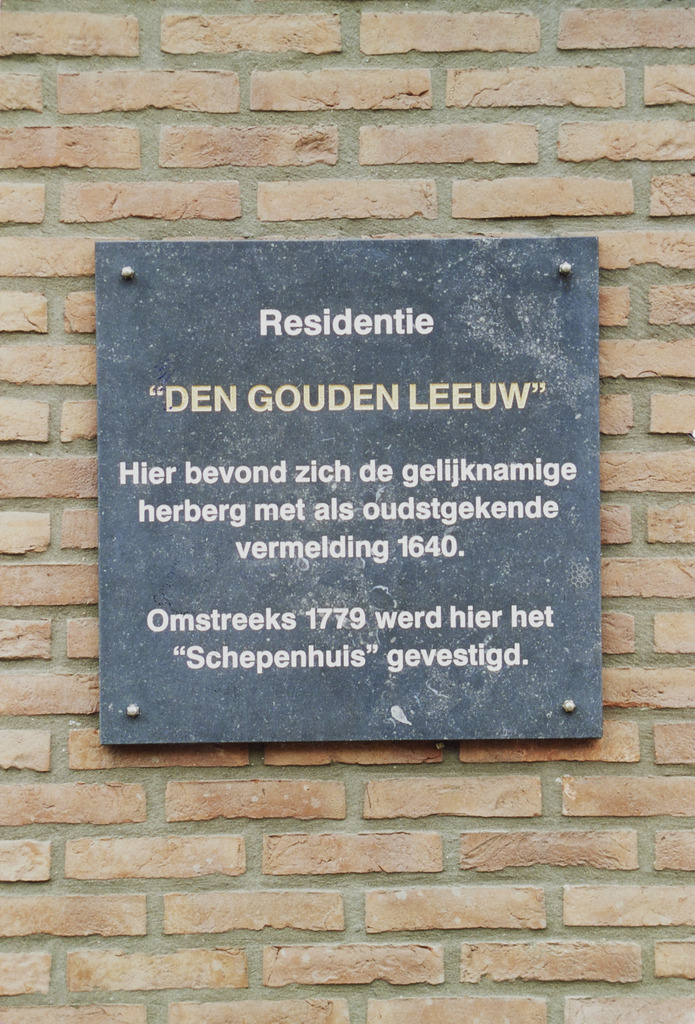 Residentie
“DEN GOUDEN LEEUW”
Hier bevond zich de gelijknamige
herberg met als oudstgekende
vermelding 1640.
Omstreeks 1779 werd hier het
“Schepenhuis” gevestigd.